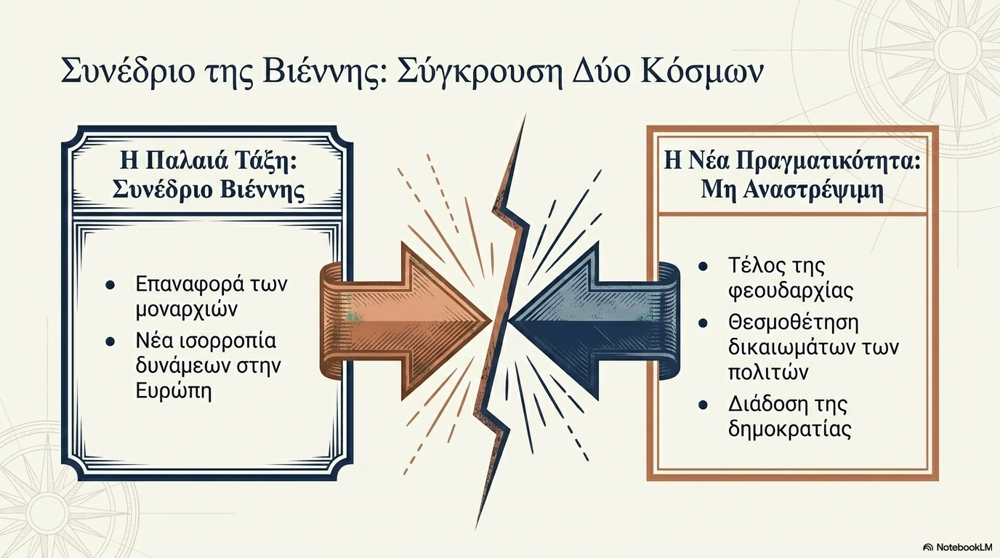 Συνέδριο της Βιέννης: Σύγκρουση Δύο Κόσμων
Η Παλαιά Τάξη:
Συνέδριο Βιέννης
• Επαναφορά των
μοναρχιών
• Νέα ισορροπία
δυνάμεων στην
Ευρώπη
Η Νέα Πραγματικότητα:
Μη Αναστρέψιμη
• Τέλος της
φεουδαρχίας
• Θεσμοθέτηση
δικαιωμάτων των
πολιτών
• Διάδοση της
δημοκρατίας
NotebookLM